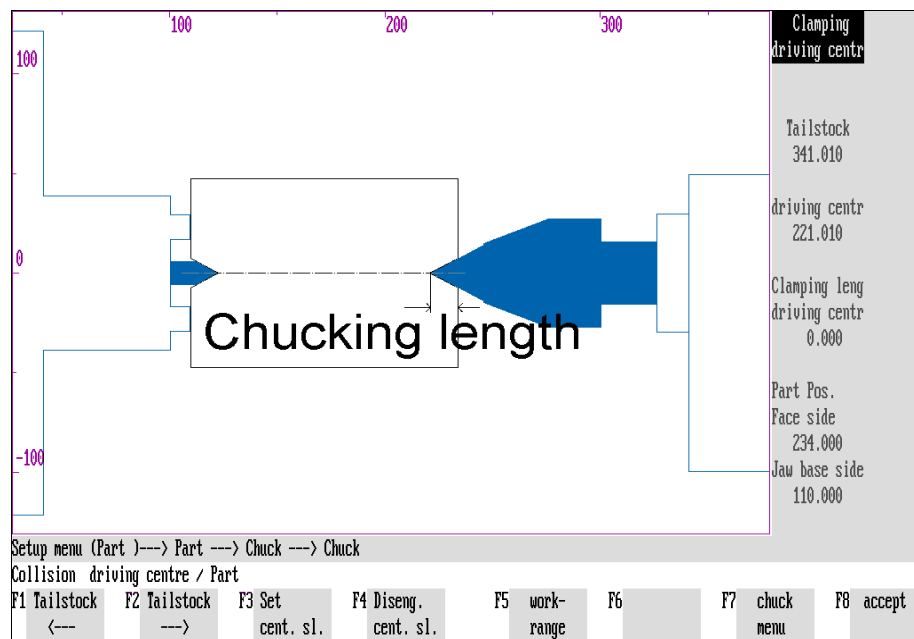 100 200 300
100
0
-100
Chucking length
Clamping
driving centr
Tailstock
341.010
driving centr
221.010
Clamping leng
driving centr
0.000
Part Pos.
Face side
234.000
Jaw base side
110.000
Setup menu (Part )---> Part ---> Chuck ---> Chuck
Collision driving centre / Part
F1 Tailstock F2 Tailstock F3 Set F4 Diseng. F5 work- F6 F7 chuck F8 accept
<--- ---> cent. sl. cent. sl. range menu